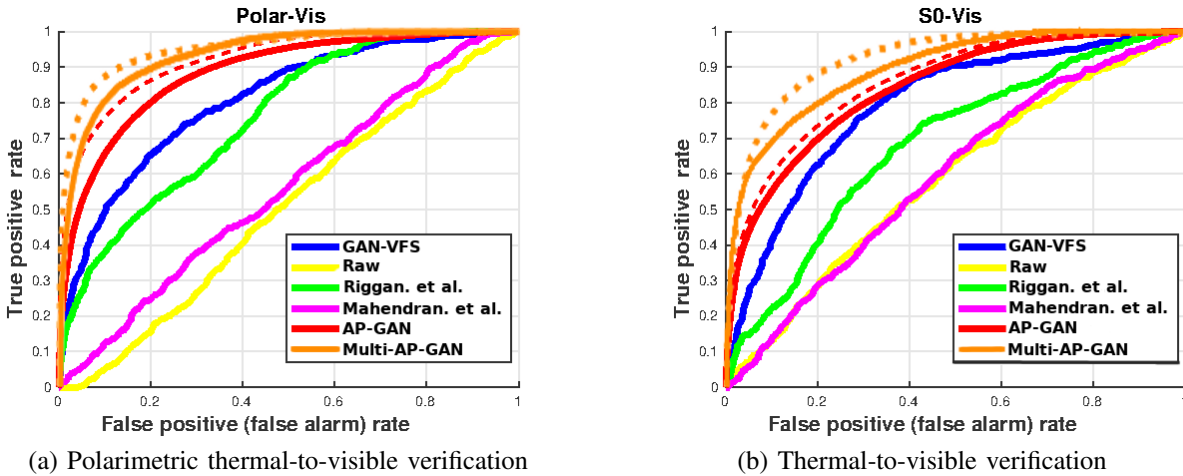 Polar-Vis
True positive rate
1
0.9
0.8
0.7
0.6
0.5
0.4
0.3
0.2
0.1
0
0
0.2
0.4
0.6
0.8
1
False positive (false alarm) rate
GAN-VFS
Raw
Riggan. et al.
Mahendran. et al.
AP-GAN
Multi-AP-GAN
(a) Polarimetric thermal-to-visible verification
S0-Vis
True positive rate
1
0.9
0.8
0.7
0.6
0.5
0.4
0.3
0.2
0.1
0
0
0.2
0.4
0.6
0.8
1
False positive (false alarm) rate
GAN-VFS
Raw
Riggan. et al.
Mahendran. et al.
AP-GAN
Multi-AP-GAN
(b) Thermal-to-visible verification